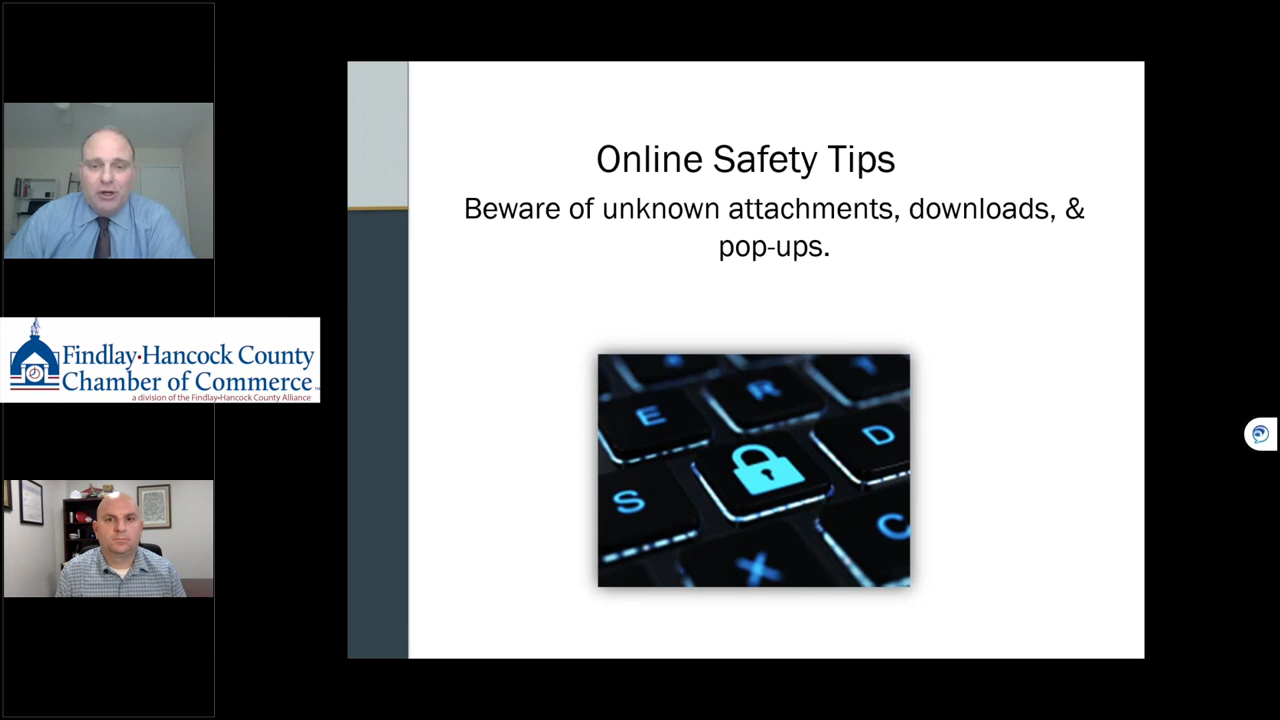 Online Safety Tips
Beware of unknown attachments, downloads, &
pop-ups.
Findlay•Hancock County
Chamber of Commerce
a division of the Findlay•Hancock County Alliance
E
R
D
S
C
X